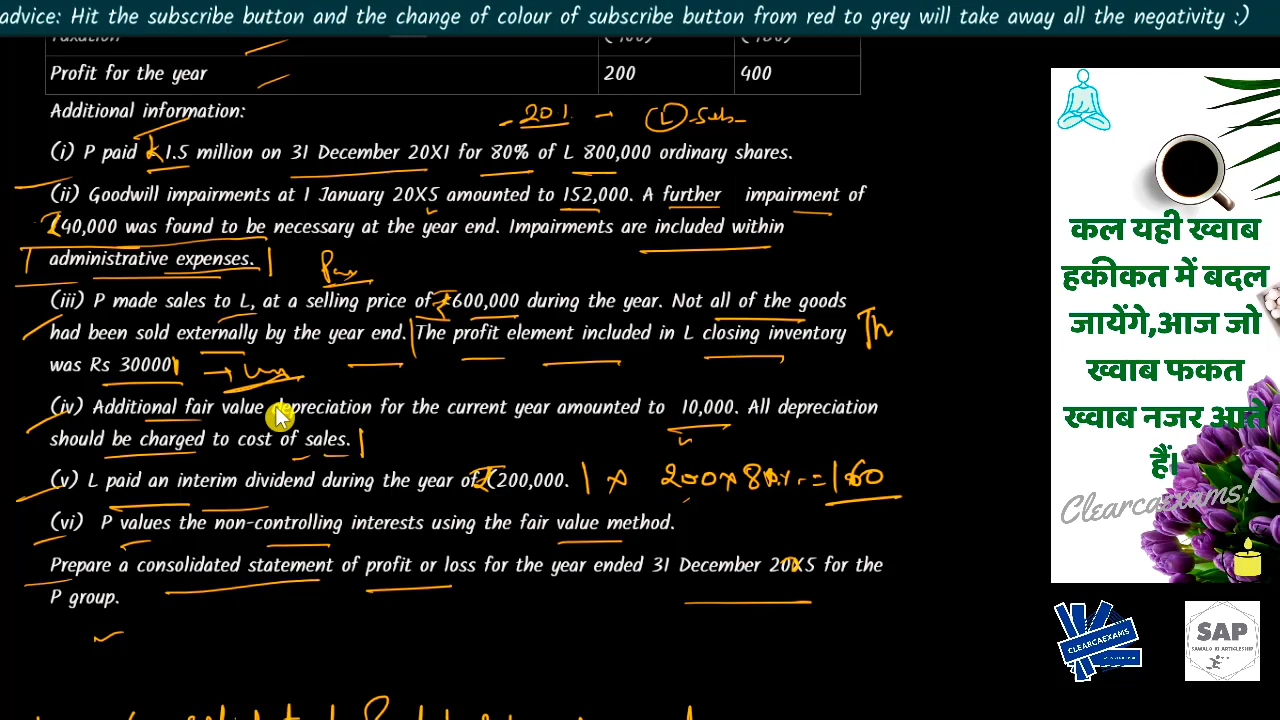 advice: Hit the subscribe button and the change of colour of subscribe button from red to grey will take away all the negativity :)
Taxation
Profit for the year 200 400
Additional information:
20% → L Sub
(i) P paid 1.5 million on 31 December 20X1 for 80% of L 800,000 ordinary shares.
(ii) Goodwill impairments at 1 January 20X5 amounted to 152,000. A further impairment of
₹40,000 was found to be necessary at the year end. Impairments are included within
administrative expenses.
(iii) P made sales to L, at a selling price of 600,000 during the year. Not all of the goods
had been sold externally by the year end. The profit element included in L closing inventory
was Rs 30000
(iv) Additional fair value depreciation for the current year amounted to 10,000. All depreciation
should be charged to cost of sales.
(v) L paid an interim dividend during the year of 200,000. 200 x 80% = 160
(vi) P values the non-controlling interests using the fair value method.
Prepare a consolidated statement of profit or loss for the year ended 31 December 20X5 for the
P group.
कल यही ख्वाब
हकीकत में बदल
जायेंगे,आज जो
ख्वाब फकत
ख्वाब नजर आते
हैं।
Clearcaexams!
CLEARCAEXAMS
SAP
SAWALO KI ARTICLESHIP